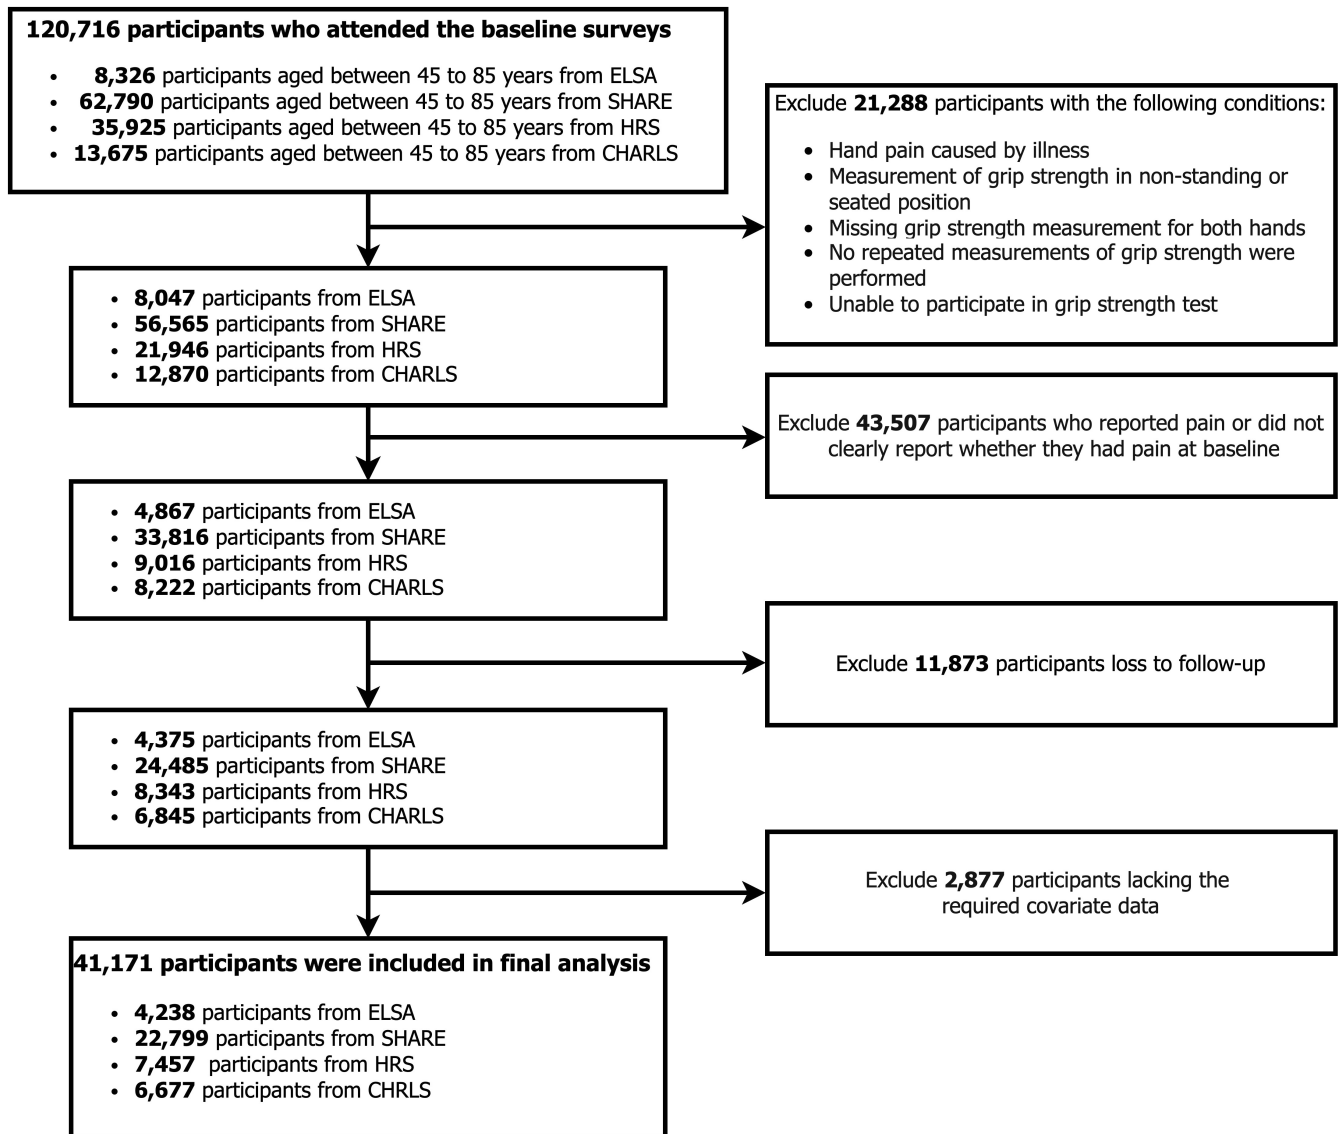 120,716 participants who attended the baseline surveys
• 8,326 participants aged between 45 to 85 years from ELSA
• 62,790 participants aged between 45 to 85 years from SHARE
• 35,925 participants aged between 45 to 85 years from HRS
• 13,675 participants aged between 45 to 85 years from CHARLS
Exclude 21,288 participants with the following conditions:
• Hand pain caused by illness
• Measurement of grip strength in non-standing or
seated position
• Missing grip strength measurement for both hands
• No repeated measurements of grip strength were
performed
• Unable to participate in grip strength test
• 8,047 participants from ELSA
• 56,565 participants from SHARE
• 21,946 participants from HRS
• 12,870 participants from CHARLS
Exclude 43,507 participants who reported pain or did not
clearly report whether they had pain at baseline
• 4,867 participants from ELSA
• 33,816 participants from SHARE
• 9,016 participants from HRS
• 8,222 participants from CHARLS
Exclude 11,873 participants loss to follow-up
• 4,375 participants from ELSA
• 24,485 participants from SHARE
• 8,343 participants from HRS
• 6,845 participants from CHARLS
Exclude 2,877 participants lacking the
required covariate data
41,171 participants were included in final analysis
• 4,238 participants from ELSA
• 22,799 participants from SHARE
• 7,457 participants from HRS
• 6,677 participants from CHRLS